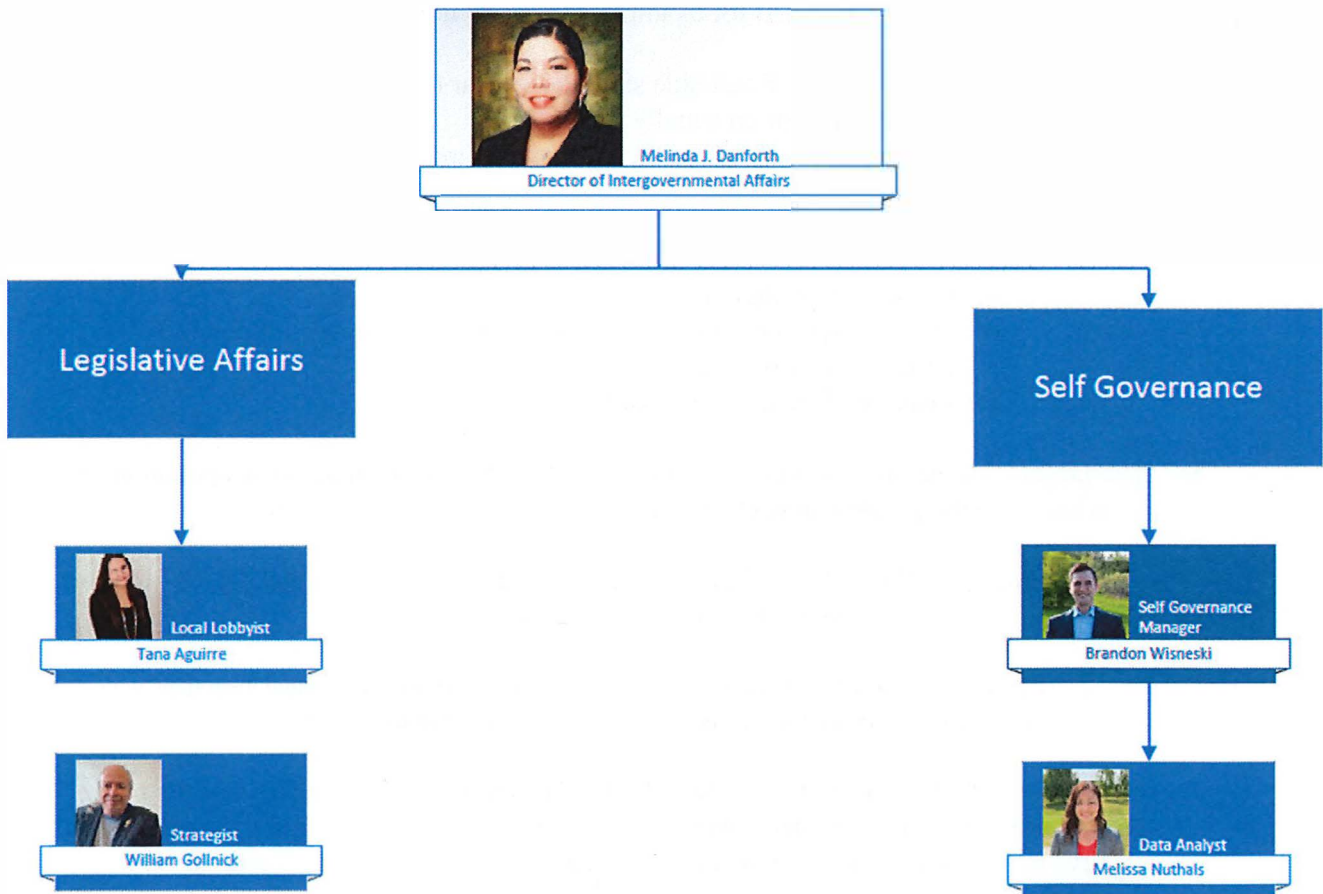 Melinda J. Danforth
Director of Intergovernmental Affairs
Legislative Affairs
Self Governance
Local Lobbyist
Tana Aguirre
Self Governance
Manager
Brandon Wisneski
Strategist
William Gollnick
Data Analyst
Melissa Nuthals